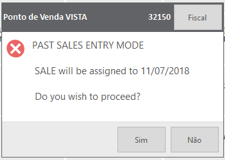 Ponto de Venda VISTA 32150 Fiscal
PAST SALES ENTRY MODE
SALE will be assigned to 11/07/2018
Do you wish to proceed?
Sim Não